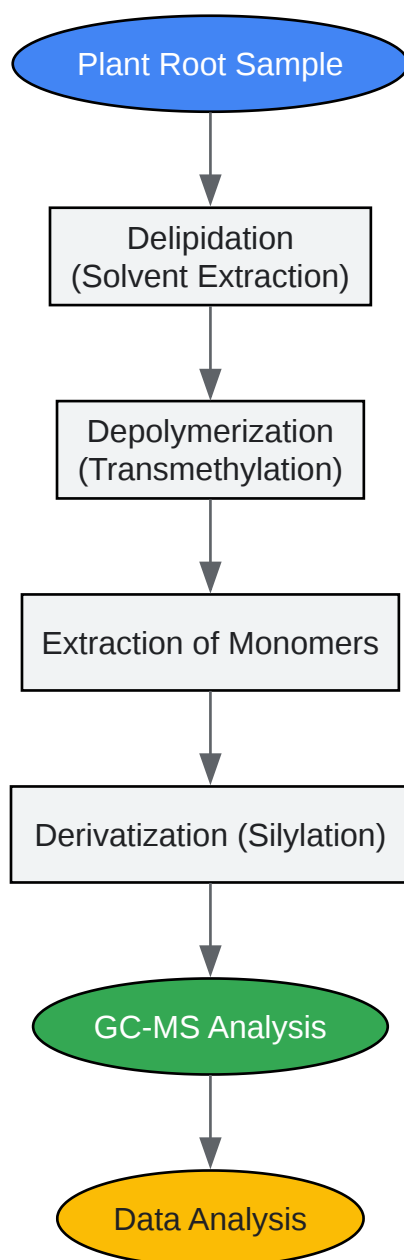 Plant Root Sample
Delipidation
(Solvent Extraction)
Depolymerization
(Transmethylation)
Extraction of Monomers
Derivatization (Silylation)
GC-MS Analysis
Data Analysis